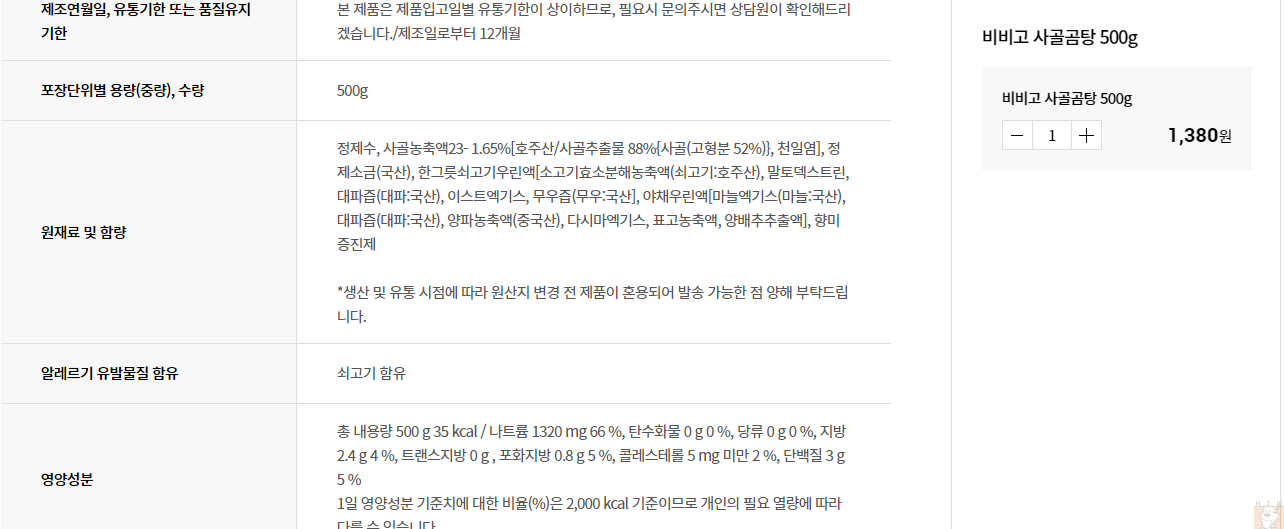 제조연월일, 유통기한 또는 품질유지
기한
본 제품은 제품입고일별 유통기한이 상이하므로, 필요시 문의주시면 상담원이 확인해드리
겠습니다./제조일로부터 12개월
포장단위별 용량(중량), 수량
500g
원재료 및 함량
정제수, 사골농축액23- 1.65%[호주산/사골추출물 88%{사골(고형분 52%)}, 천일염], 정
제소금(국산), 한그릇쇠고기우린액[소고기효소분해농축액(쇠고기:호주산), 말토덱스트린,
대파즙(대파:국산), 이스트엑기스, 무우즙(무우:국산], 야채우린액[마늘엑기스(마늘:국산),
대파즙(대파:국산), 양파농축액(중국산), 다시마엑기스, 표고농축액, 양배추추출액], 향미
증진제
*생산 및 유통 시점에 따라 원산지 변경 전 제품이 혼용되어 발송 가능한 점 양해 부탁드립
니다.
알레르기 유발물질 함유
쇠고기 함유
영양성분
총 내용량 500 g 35 kcal / 나트륨 1320 mg 66 %, 탄수화물 0 g 0 %, 당류 0 g 0 %, 지방
2.4 g 4 %, 트랜스지방 0 g , 포화지방 0.8 g 5 %, 콜레스테롤 5 mg 미만 2 %, 단백질 3 g
5 %
1일 영양성분 기준치에 대한 비율(%)은 2,000 kcal 기준이므로 개인의 필요 열량에 따라
다를 수 있습니다
비비고 사골곰탕 500g
비비고 사골곰탕 500g
1
1,380원